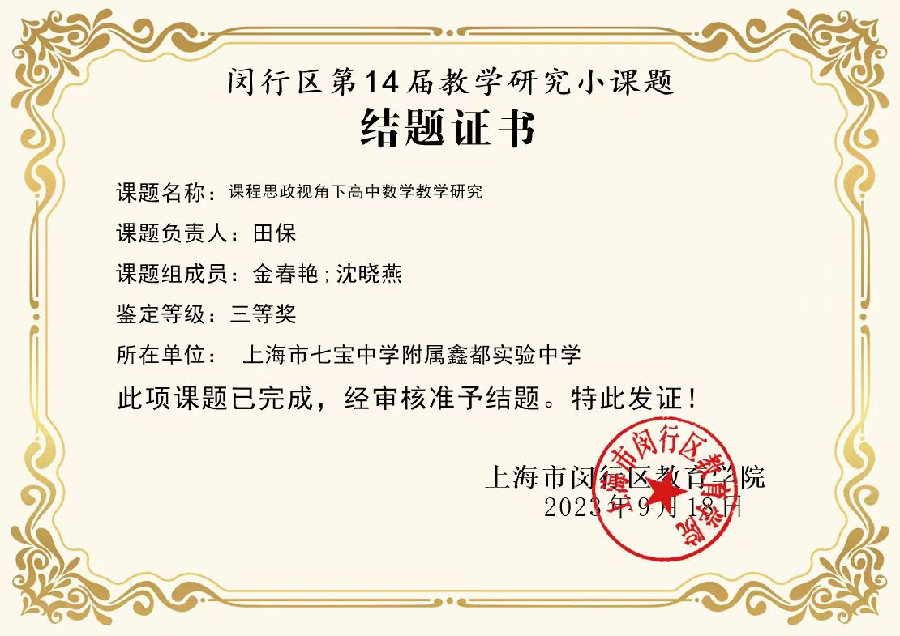 闵行区第14届教学研究小课题
结题证书
课题名称：课程思政视角下高中数学教学研究
课题负责人：田保
课题组成员：金春艳;沈晓燕
鉴定等级：三等奖
所在单位： 上海市七宝中学附属鑫都实验中学
此项课题已完成，经审核准予结题。特此发证！
上海市闵行区教育学院
2023年9月18日
上海市闵行区教育学院